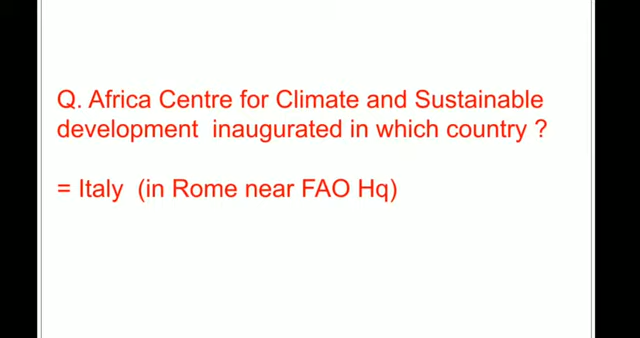 Q. Africa Centre for Climate and Sustainable
development inaugurated in which country ?
= Italy (in Rome near FAO Hq)